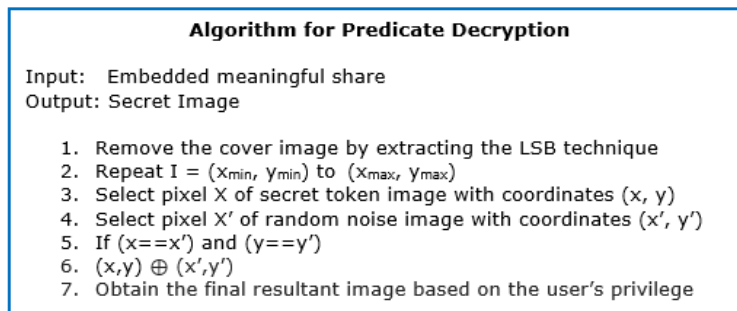 Algorithm for Predicate Decryption
Input: Embedded meaningful share
Output: Secret Image
1. Remove the cover image by extracting the LSB technique
2. Repeat I = (xmin, ymin) to (xmax, ymax)
3. Select pixel X of secret token image with coordinates (x, y)
4. Select pixel X’ of random noise image with coordinates (x’, y’)
5. If (x==x’) and (y==y’)
6. (x,y) ⊕ (x’,y’)
7. Obtain the final resultant image based on the user’s privilege